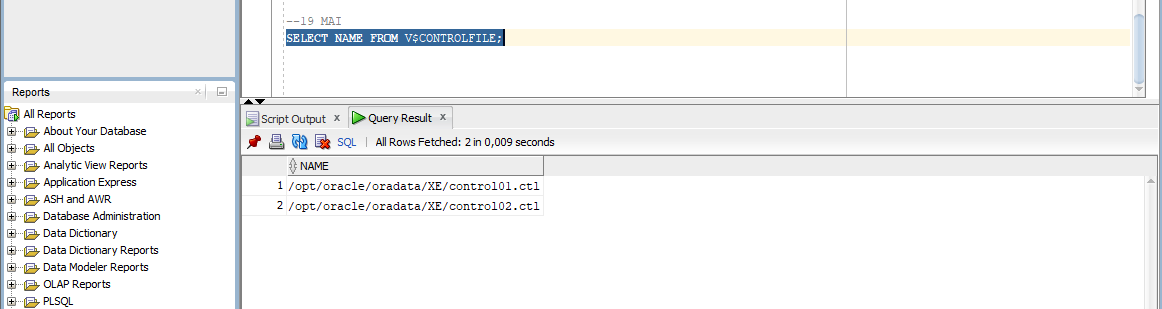 --19 MAI
SELECT NAME FROM V$CONTROLFILE;
Reports
All Reports
About Your Database
All Objects
Analytic View Reports
Application Express
ASH and AWR
Database Administration
Data Dictionary
Data Dictionary Reports
Data Modeler Reports
OLAP Reports
PLSQL
Script Output x Query Result x
SQL | All Rows Fetched: 2 in 0,009 seconds
NAME
1 /opt/oracle/oradata/XE/control01.ctl
2 /opt/oracle/oradata/XE/control02.ctl